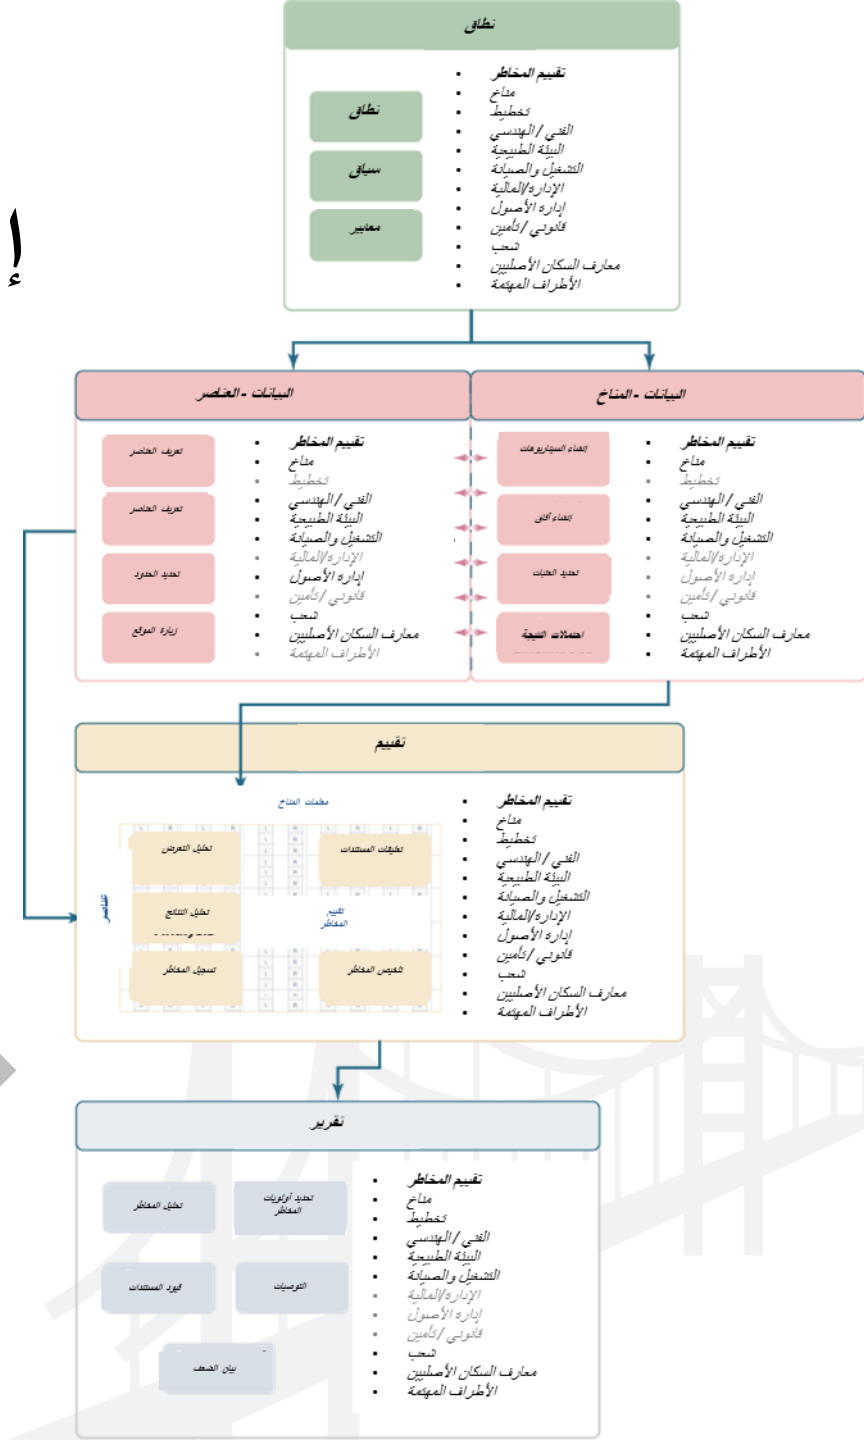 نطاق
نطاق
سياق
معايير
تقييم المخاطر
مناخ
تخطيط
الفني / الهندسي
البيئة الطبيعية
التشغيل والصيانة
الإدارة/المالية
إدارة الأصول
قانوني / تأمين
شعب
معارف السكان الأصليين
الأطراف المهتمة
إ
البيانات - المناخ
إنشاء السيناريوهات
إنشاء آفاق
تحديد العتبات
احتمالات النتيجة
تقييم المخاطر
مناخ
تخطيط
الفني / الهندسي
البيئة الطبيعية
التشغيل والصيانة
الإدارة/المالية
إدارة الأصول
قانوني / تأمين
شعب
معارف السكان الأصليين
الأطراف المهتمة
البيانات - العناصر
تعريف العناصر
تعريف العناصر
تحديد الحدود
زيارة الموقع
تقييم المخاطر
مناخ
تخطيط
الفني / الهندسي
البيئة الطبيعية
التشغيل والصيانة
الإدارة/المالية
إدارة الأصول
قانوني / تأمين
شعب
معارف السكان الأصليين
الأطراف المهتمة
تقييم
معلمات المناخ
عناصر
تحليل التعرض
تعليقات المستندات
تحليل النتائج
تقييم
المخاطر
تسجيل المخاطر
تلخيص المخاطر
تقييم المخاطر
مناخ
تخطيط
الفني / الهندسي
البيئة الطبيعية
التشغيل والصيانة
الإدارة/المالية
إدارة الأصول
قانوني / تأمين
شعب
معارف السكان الأصليين
الأطراف المهتمة
تقرير
تحليل المخاطر
تحديد أولويات
المخاطر
قيود المستندات
التوصيات
بيان الضعف
تقييم المخاطر
مناخ
تخطيط
الفني / الهندسي
البيئة الطبيعية
التشغيل والصيانة
الإدارة/المالية
إدارة الأصول
قانوني / تأمين
شعب
معارف السكان الأصليين
الأطراف المهتمة